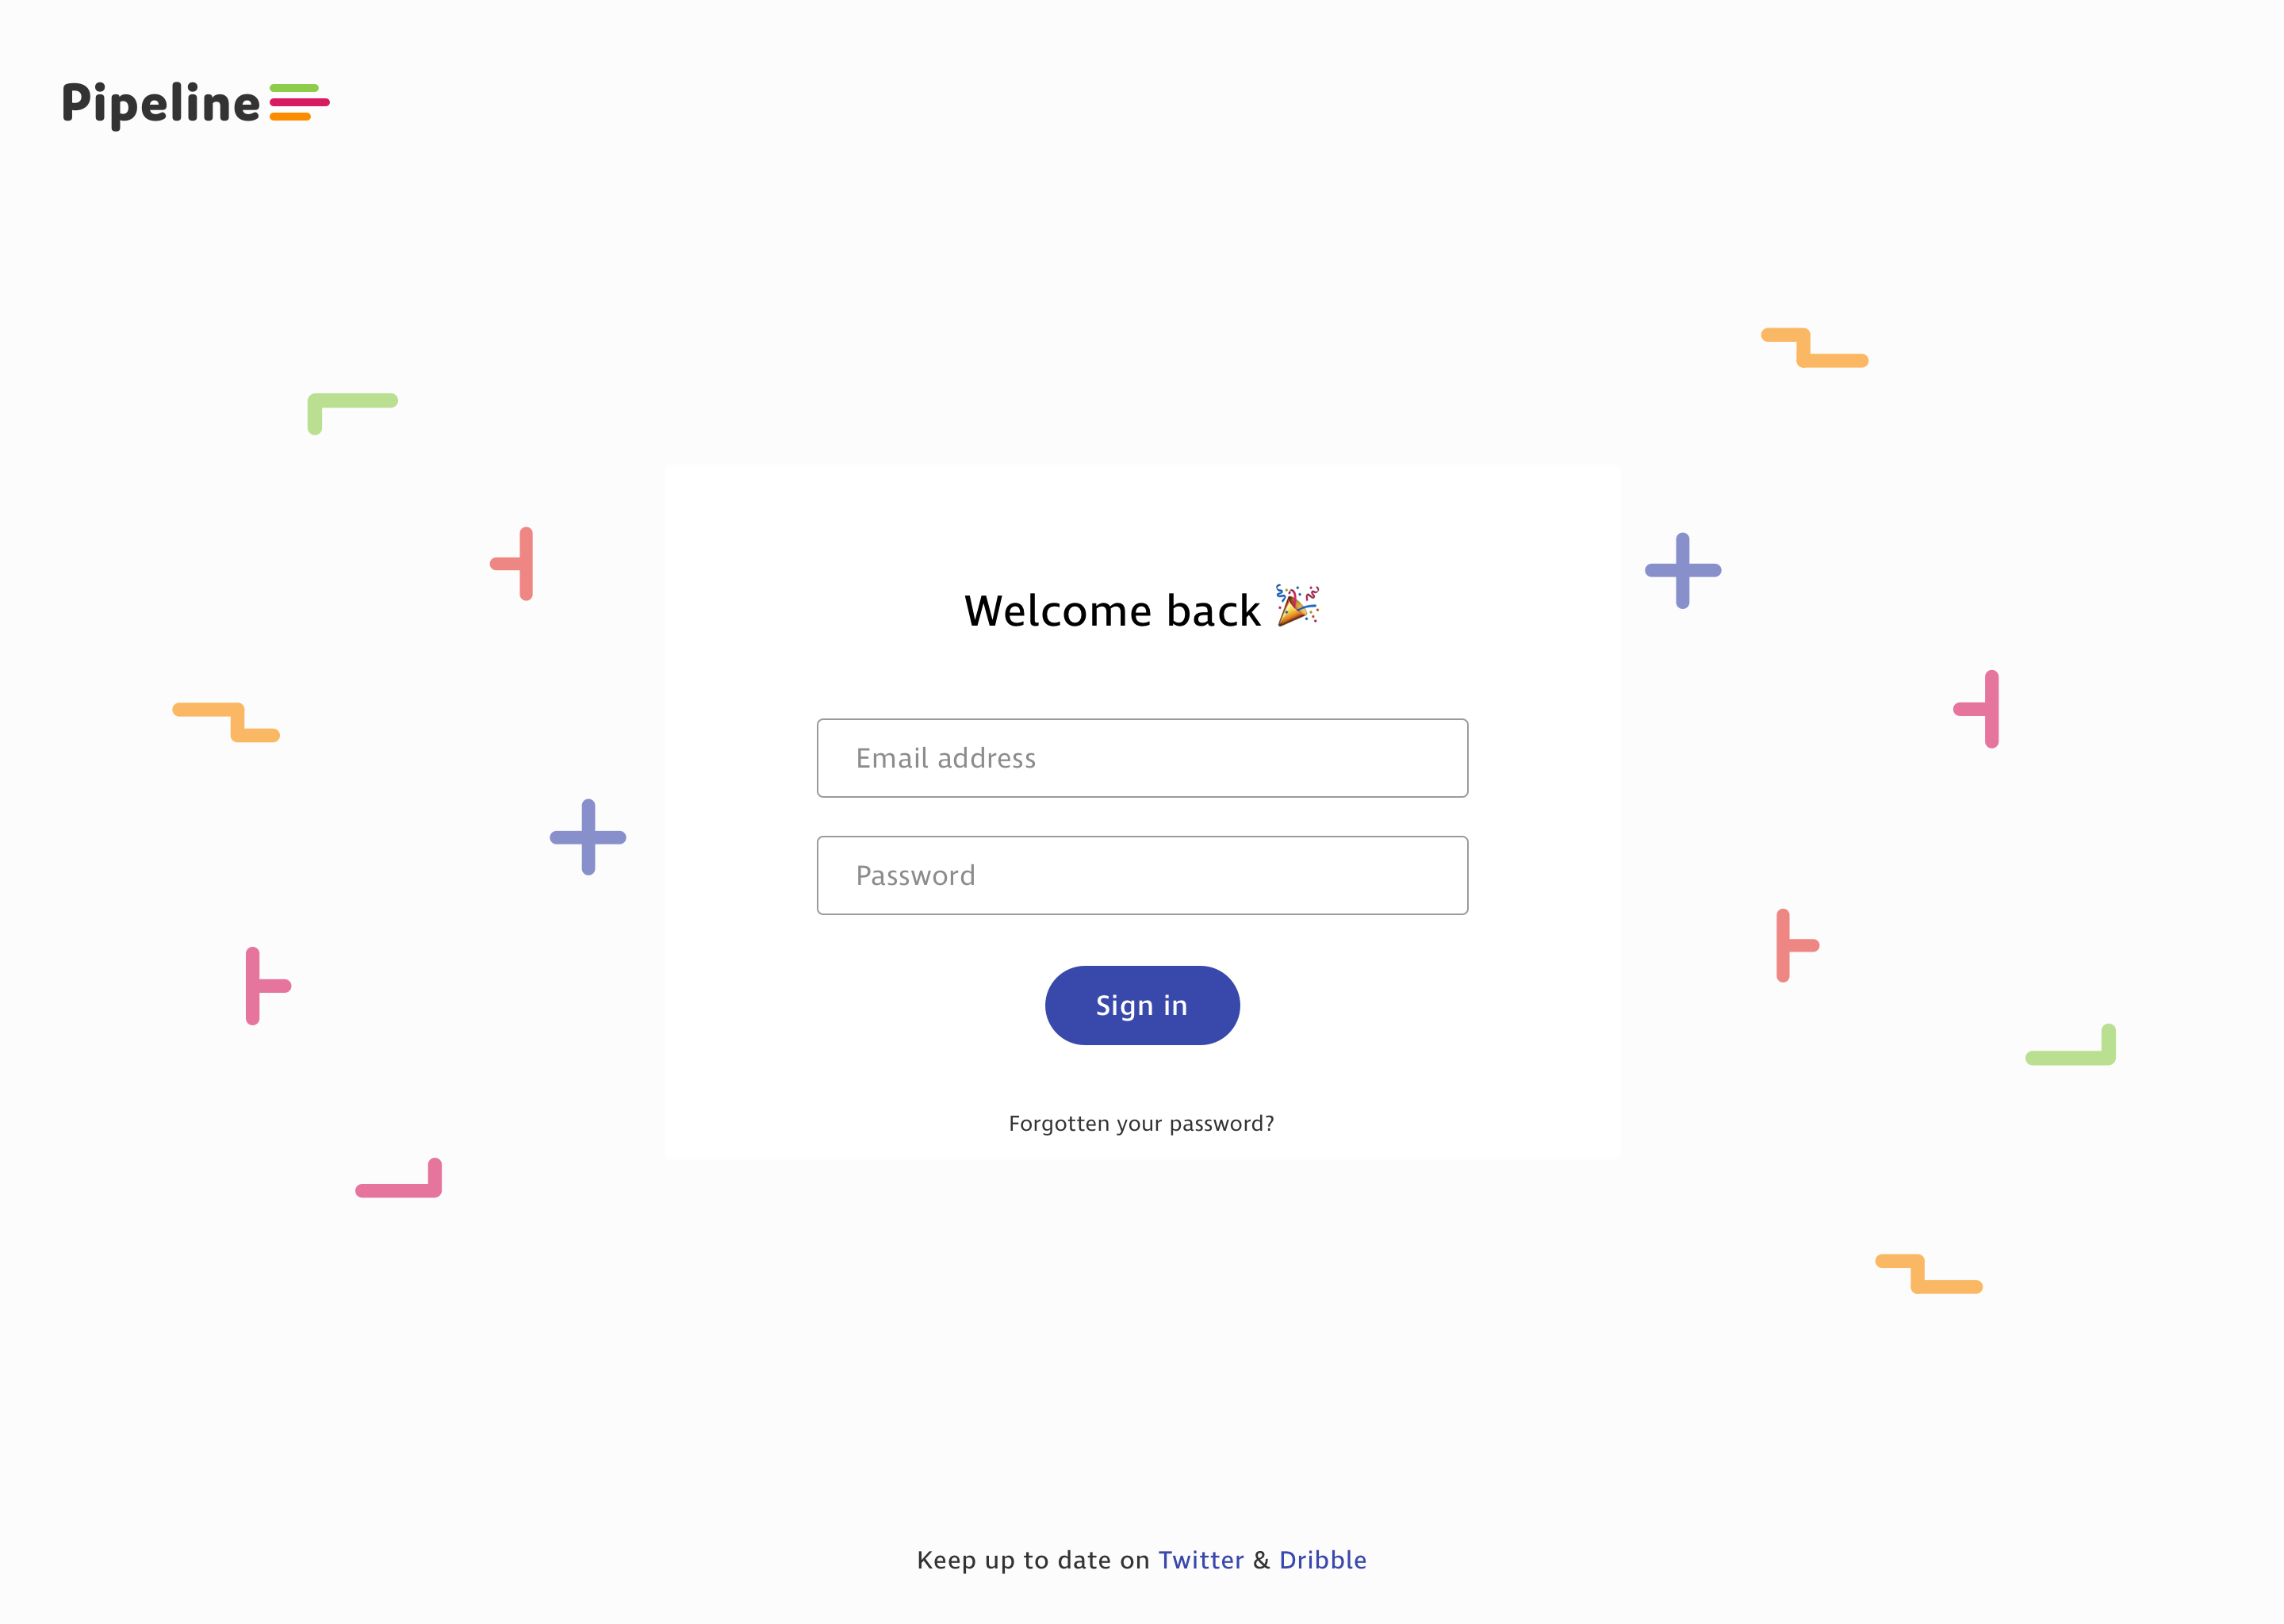 Pipeline
Welcome back 🎉
Email address
Password
Sign in
Forgotten your password?
Keep up to date on Twitter & Dribble